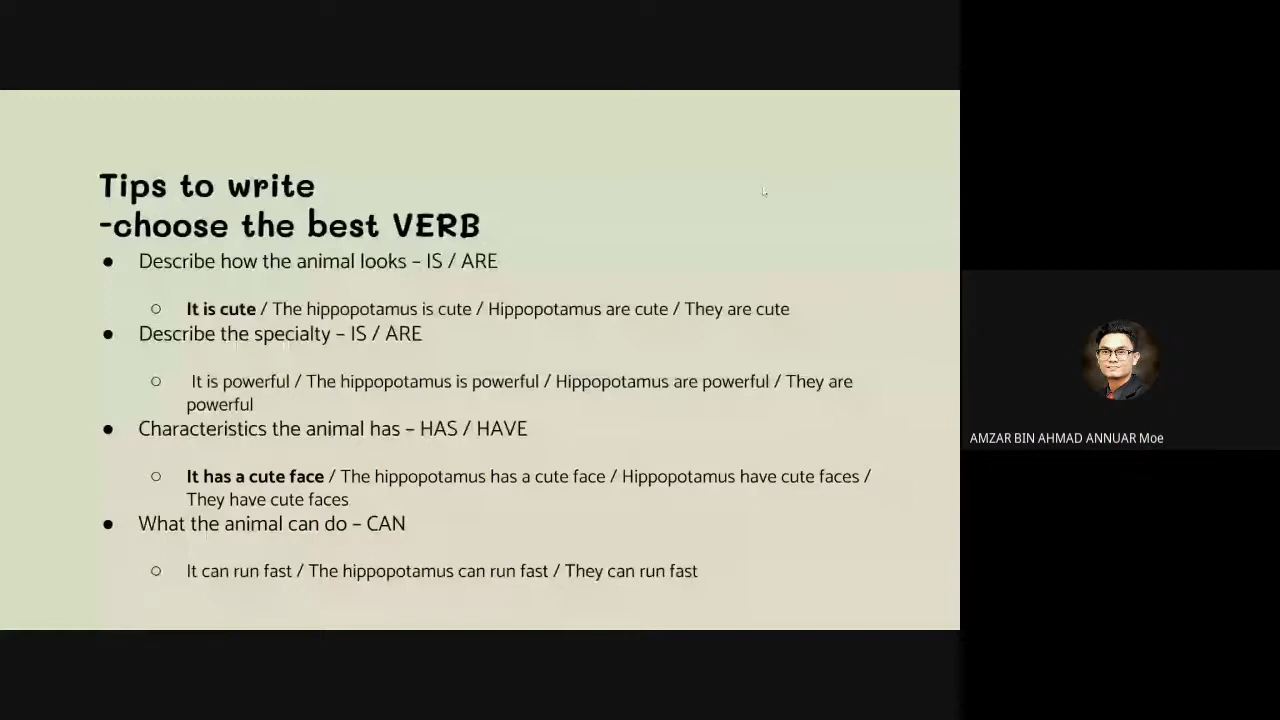 Tips to write
-choose the best VERB
● Describe how the animal looks – IS / ARE
○ It is cute / The hippopotamus is cute / Hippopotamus are cute / They are cute
● Describe the specialty – IS / ARE
○ It is powerful / The hippopotamus is powerful / Hippopotamus are powerful / They are
powerful
● Characteristics the animal has – HAS / HAVE
○ It has a cute face / The hippopotamus has a cute face / Hippopotamus have cute faces /
They have cute faces
● What the animal can do – CAN
○ It can run fast / The hippopotamus can run fast / They can run fast
AMZAR BIN AHMAD ANNUAR Moe